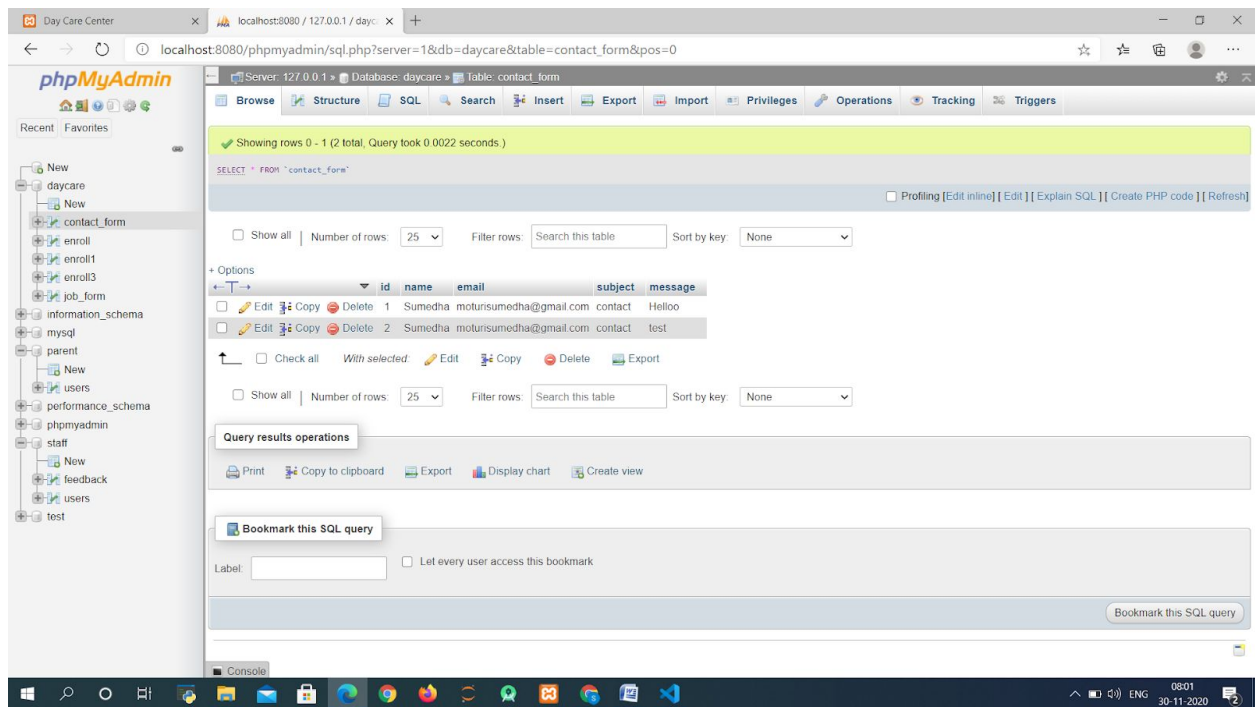 Day Care Center
localhost:8080 / 127.0.0.1 / dayc
localhost:8080/phpmyadmin/sql.php?server=1&db=daycare&table=contact_form&pos=0
phpMyAdmin
Recent Favorites
New
daycare
New
contact_form
enroll
enroll1
enroll3
job_form
information_schema
mysql
parent
New
users
performance_schema
phpmyadmin
staff
New
feedback
users
test
Server: 127.0.0.1 » Database: daycare » Table: contact_form
Browse Structure SQL Search Insert Export Import Privileges Operations Tracking Triggers
Showing rows 0 - 1 (2 total, Query took 0.0022 seconds.)
SELECT * FROM `contact_form`
Profiling [Edit inline] [ Edit ] [ Explain SQL ] [ Create PHP code ] [ Refresh]
Show all | Number of rows: 25 Filter rows: Search this table Sort by key: None
+ Options
←T→ id name email subject message
Edit Copy Delete 1 Sumedha moturisumedha@gmail.com contact Helloo
Edit Copy Delete 2 Sumedha moturisumedha@gmail.com contact test
Check all With selected: Edit Copy Delete Export
Show all | Number of rows: 25 Filter rows: Search this table Sort by key: None
Query results operations
Print Copy to clipboard Export Display chart Create view
Bookmark this SQL query
Label: Let every user access this bookmark
Bookmark this SQL query
Console
ENG 08:01
30-11-2020 2